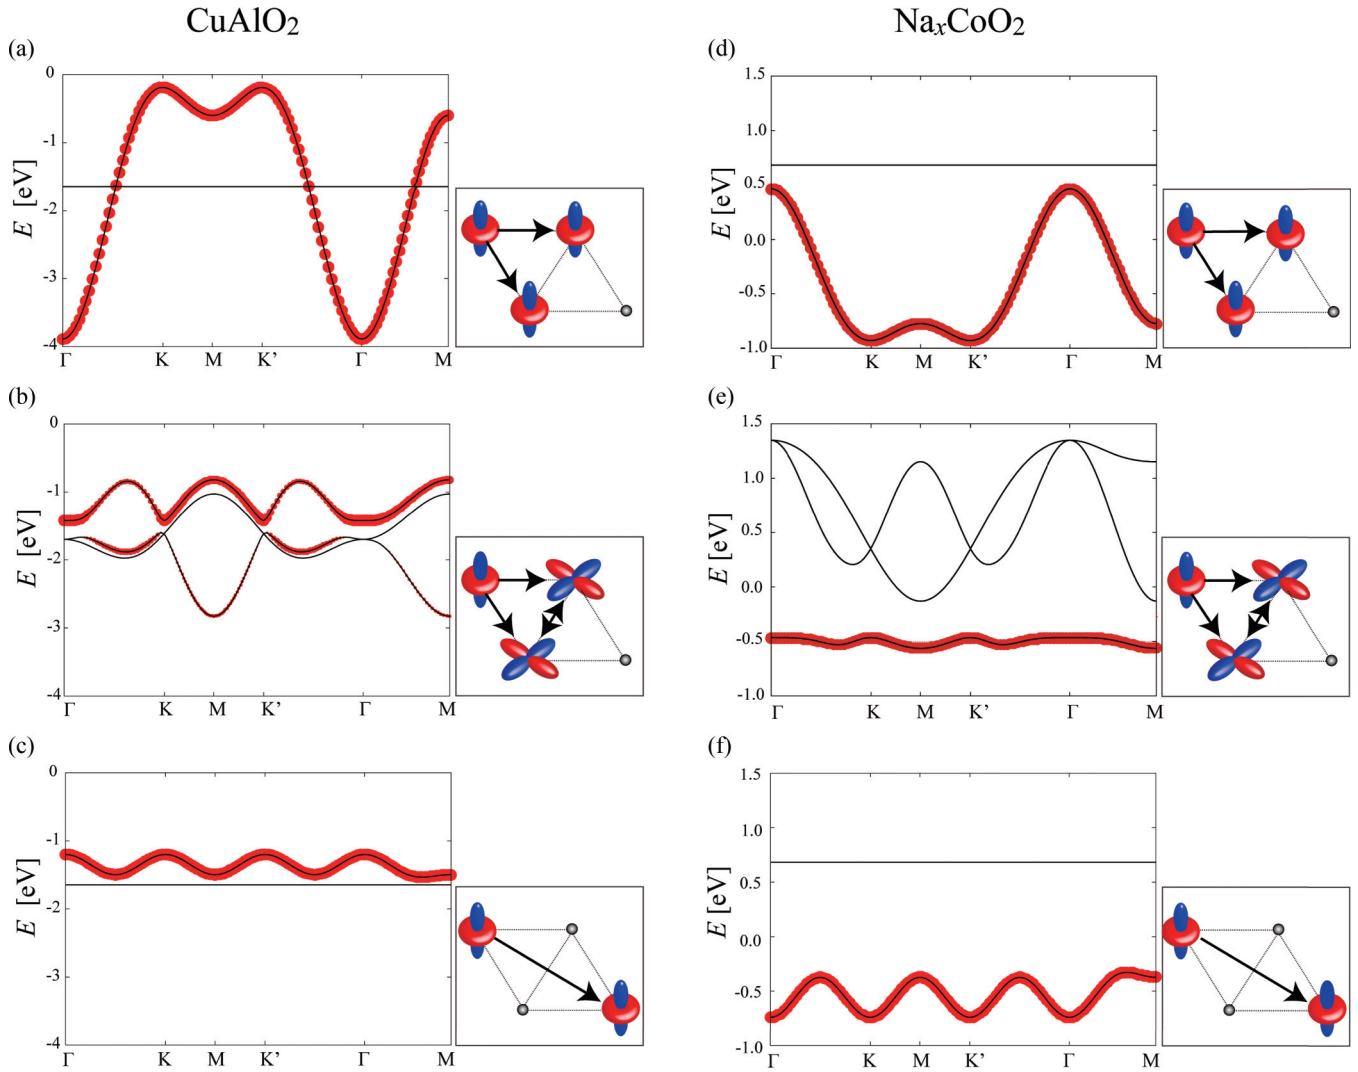 CuAlO₂
NaₓCoO₂
(a)
0
-1
-2
-3
-4
E [eV]
Γ K M K’ Γ M
(d)
1.5
1.0
0.5
0.0
-0.5
-1.0
E [eV]
Γ K M K’ Γ M
(b)
0
-1
-2
-3
-4
E [eV]
Γ K M K’ Γ M
(e)
1.5
1.0
0.5
0.0
-0.5
-1.0
E [eV]
Γ K M K’ Γ M
(c)
0
-1
-2
-3
-4
E [eV]
Γ K M K’ Γ M
(f)
1.5
1.0
0.5
0.0
-0.5
-1.0
E [eV]
Γ K M K’ Γ M